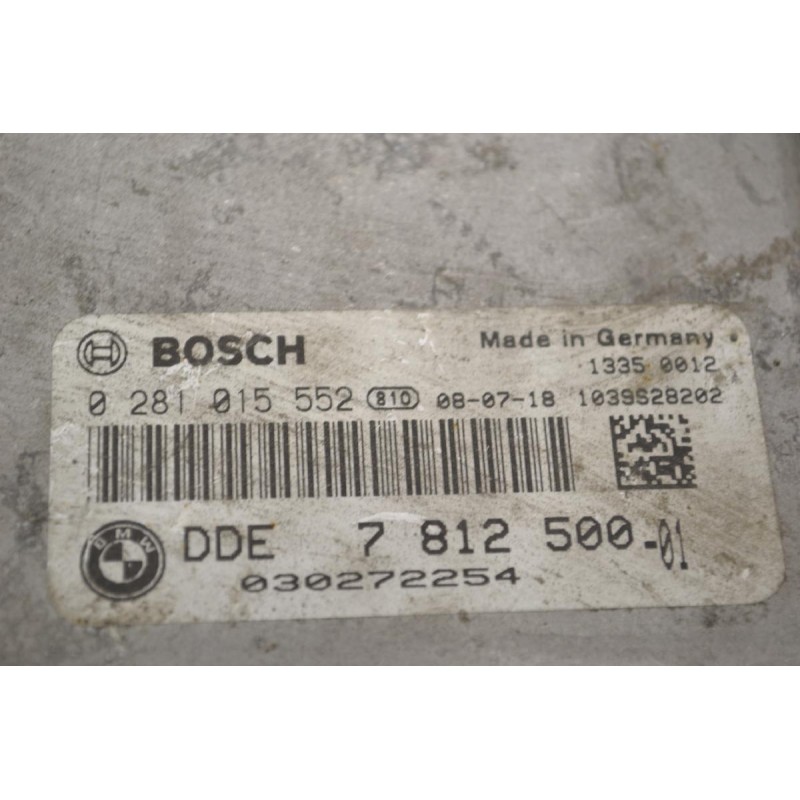 BOSCH
Made in Germany
1335 0012
0 281 015 552 810 08-07-18 1039S28202
BMW
DDE 7 812 500-01
030272254